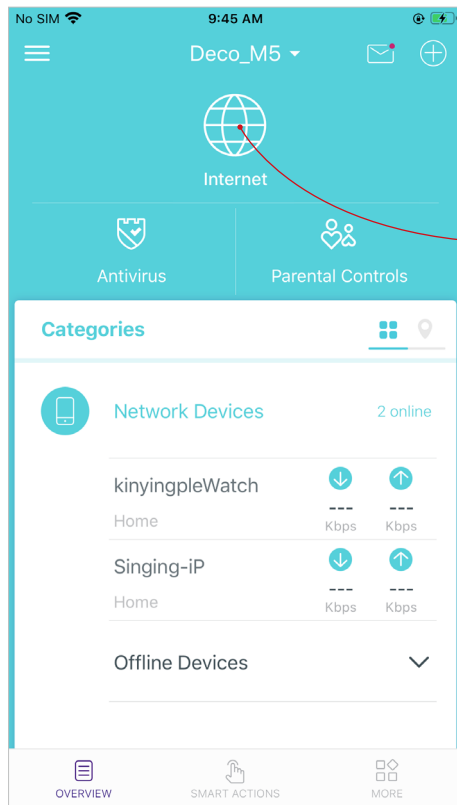 No SIM 9:45 AM
Deco_M5
Internet
Antivirus Parental Controls
Categories
Network Devices 2 online
kinyingpleWatch
Home --- Kbps --- Kbps
Singing-iP
Home --- Kbps --- Kbps
Offline Devices
OVERVIEW SMART ACTIONS MORE